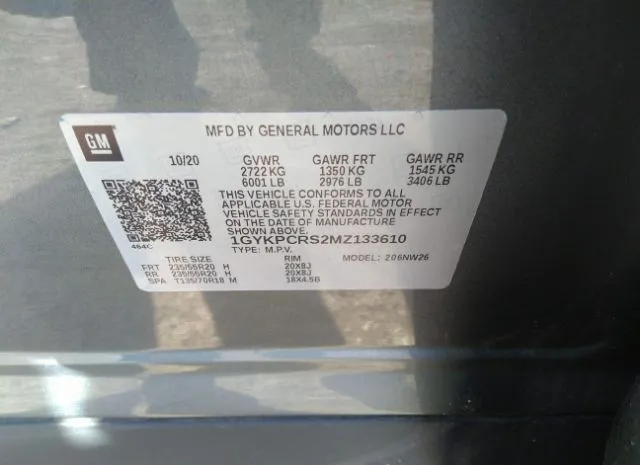 GM
MFD BY GENERAL MOTORS LLC
10/20 GVWR GAWR FRT GAWR RR
2722 KG 1350 KG 1545 KG
6001 LB 2976 LB 3406 LB
THIS VEHICLE CONFORMS TO ALL
APPLICABLE U.S. FEDERAL MOTOR
VEHICLE SAFETY STANDARDS IN
EFFECT ON THE DATE OF MANUFACTURE
SHOWN ABOVE.
484C
1GYKPCRS2MZ133610
TYPE: M.P.V. MODEL: 206NW26
TIRE SIZE RIM
FRT 235/55R20 H 20X8J
RR 235/55R20 H 20X8J
SPA T135/70R18 M 18X4.5B